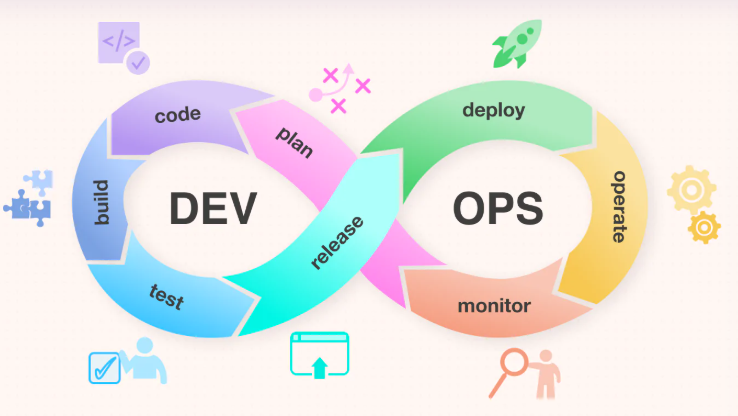 </>
code
plan
build
DEV
test
release
deploy
OPS
operate
monitor